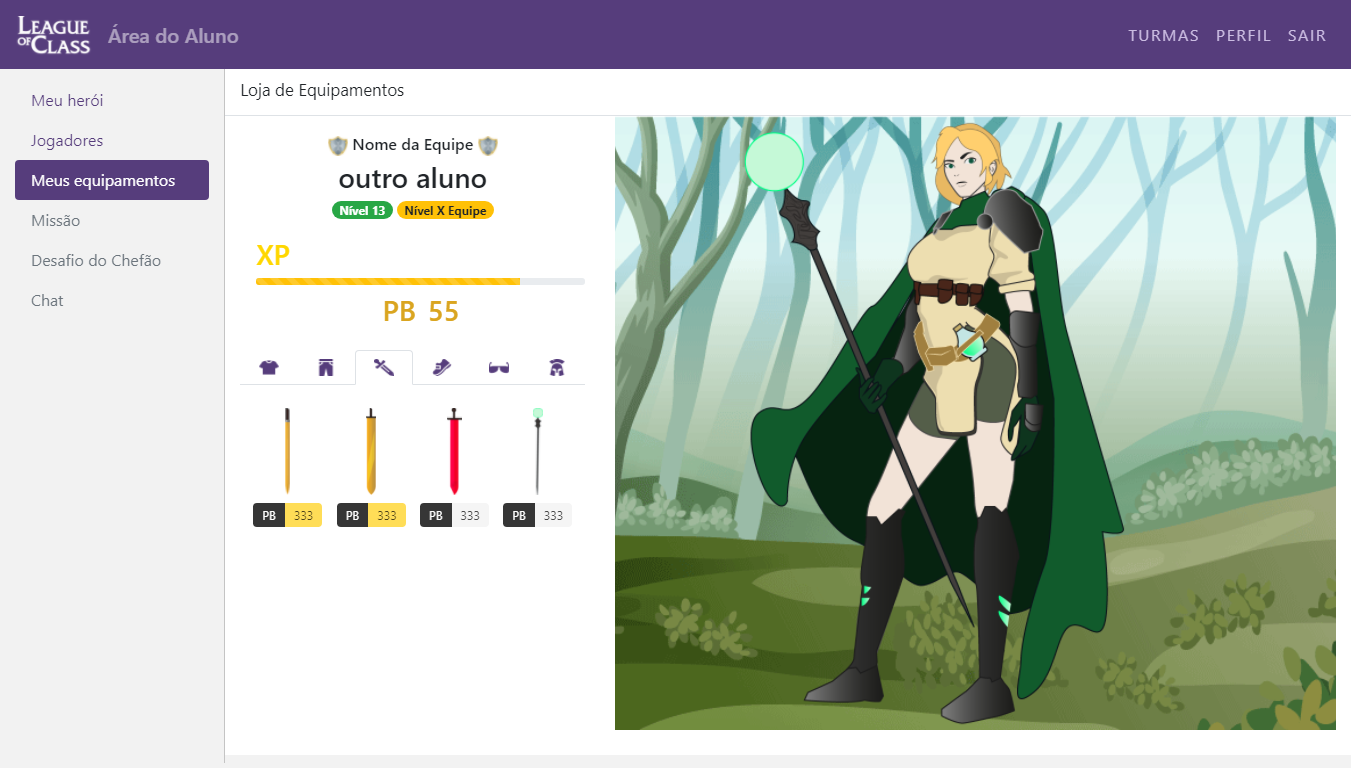 LEAGUE
OF CLASS
Área do Aluno
TURMAS PERFIL SAIR
Meu herói
Jogadores
Meus equipamentos
Missão
Desafio do Chefão
Chat
Loja de Equipamentos
Nome da Equipe
outro aluno
Nível 13 Nível X Equipe
XP
PB 55
PB 333 PB 333 PB 333 PB 333